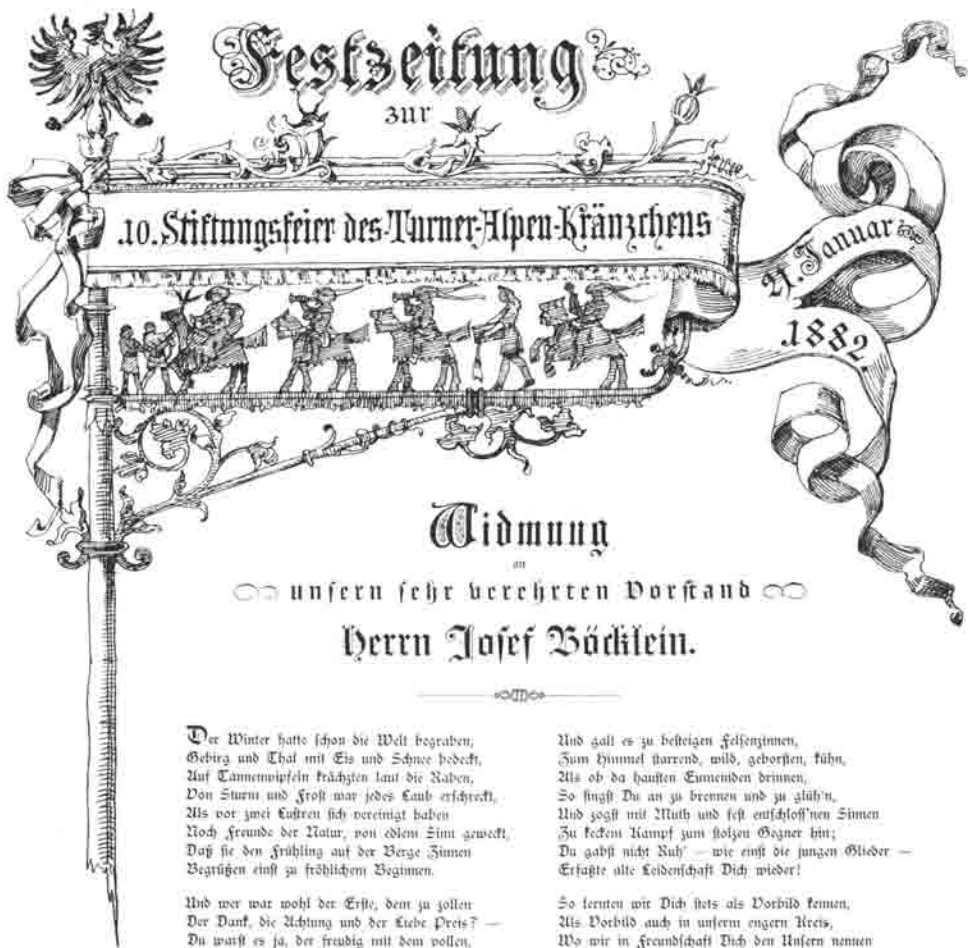 Festzeitung
zur
10. Stiftungsfeier des Turner-Alpen-Kränzchens
21. Januar
1882
Widmung
an
unsern sehr verehrten Vorstand
Herrn Josef Böcklein.
Der Winter hatte schon die Welt begraben,
Gebirg und Thal mit Eis und Schnee bedeckt,
Auf Tannenwipfeln krächzten laut die Raben,
Von Sturm und Frost war jedes Laub erschreckt,
Als vor zwei Lustren sich vereinigt haben
Noch Freunde der Natur, von edlem Sinn geweckt,
Daß sie den Frühling auf der Berge Zinnen
Begrüßen einst zu fröhlichem Beginnen.
Und wer war wohl der Erste, dem zu zollen
Der Dank, die Achtung und der Liebe Preis? —
Du warst es ja, der freudig mit dem vollen,
Und galt es zu besteigen Felsenzinnen,
Zum Himmel starrend, wild, geborsten, kühn,
Als ob da hausten Eumeniden drinnen,
So fingst Du an zu brennen und zu glüh'n,
Und zogst mit Muth und fest entschloss'nen Sinnen
Zu keckem Kampf zum stolzen Gegner hin;
Du gabst nicht Ruh' — wie einst die jungen Glieder —
Erfaßte alte Leidenschaft Dich wieder!
So lernten wir Dich stets als Vorbild kennen,
Als Vorbild auch in unserm engern Kreis,
Wo wir in Freundschaft Dich den Unsern nennen